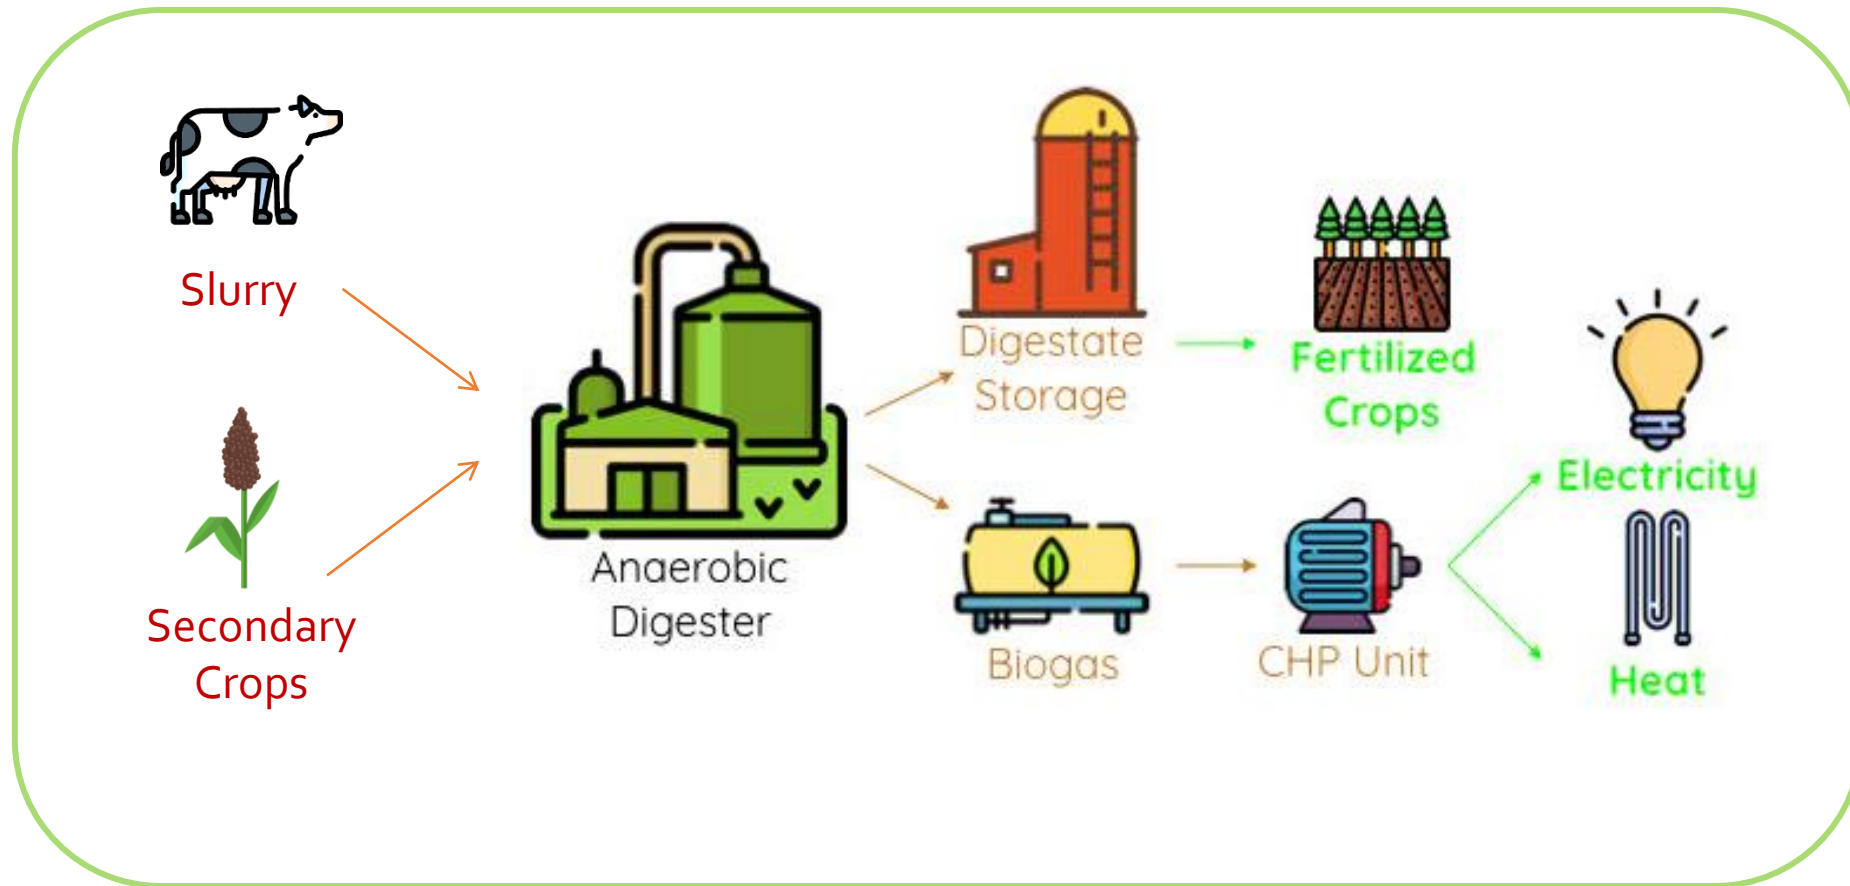 Slurry
Secondary
Crops
Anaerobic
Digester
Digestate
Storage
Fertilized
Crops
Biogas
CHP Unit
Electricity
Heat